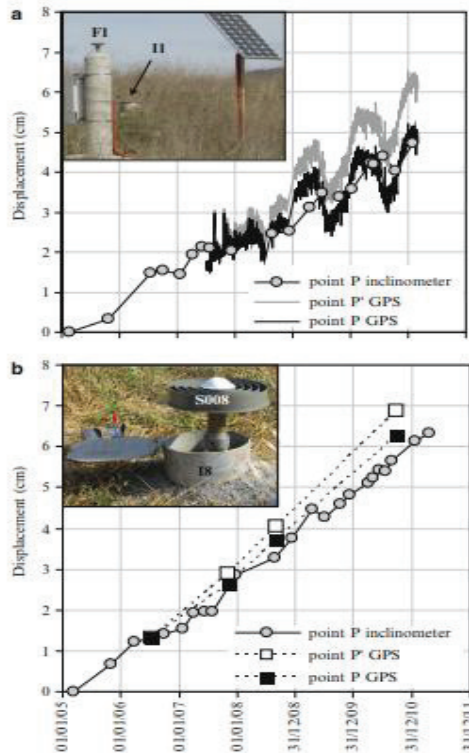 a
8
F1
I1
7
6
Displacement (cm)
5
4
3
2
1
point P inclinometer
point P' GPS
point P GPS
0
b
8
S008
7
I8
6
Displacement (cm)
5
4
3
2
1
point P inclinometer
point P' GPS
point P GPS
0
01/01/05
01/01/06
01/01/07
01/01/08
31/12/08
31/12/09
31/12/10
31/12/11